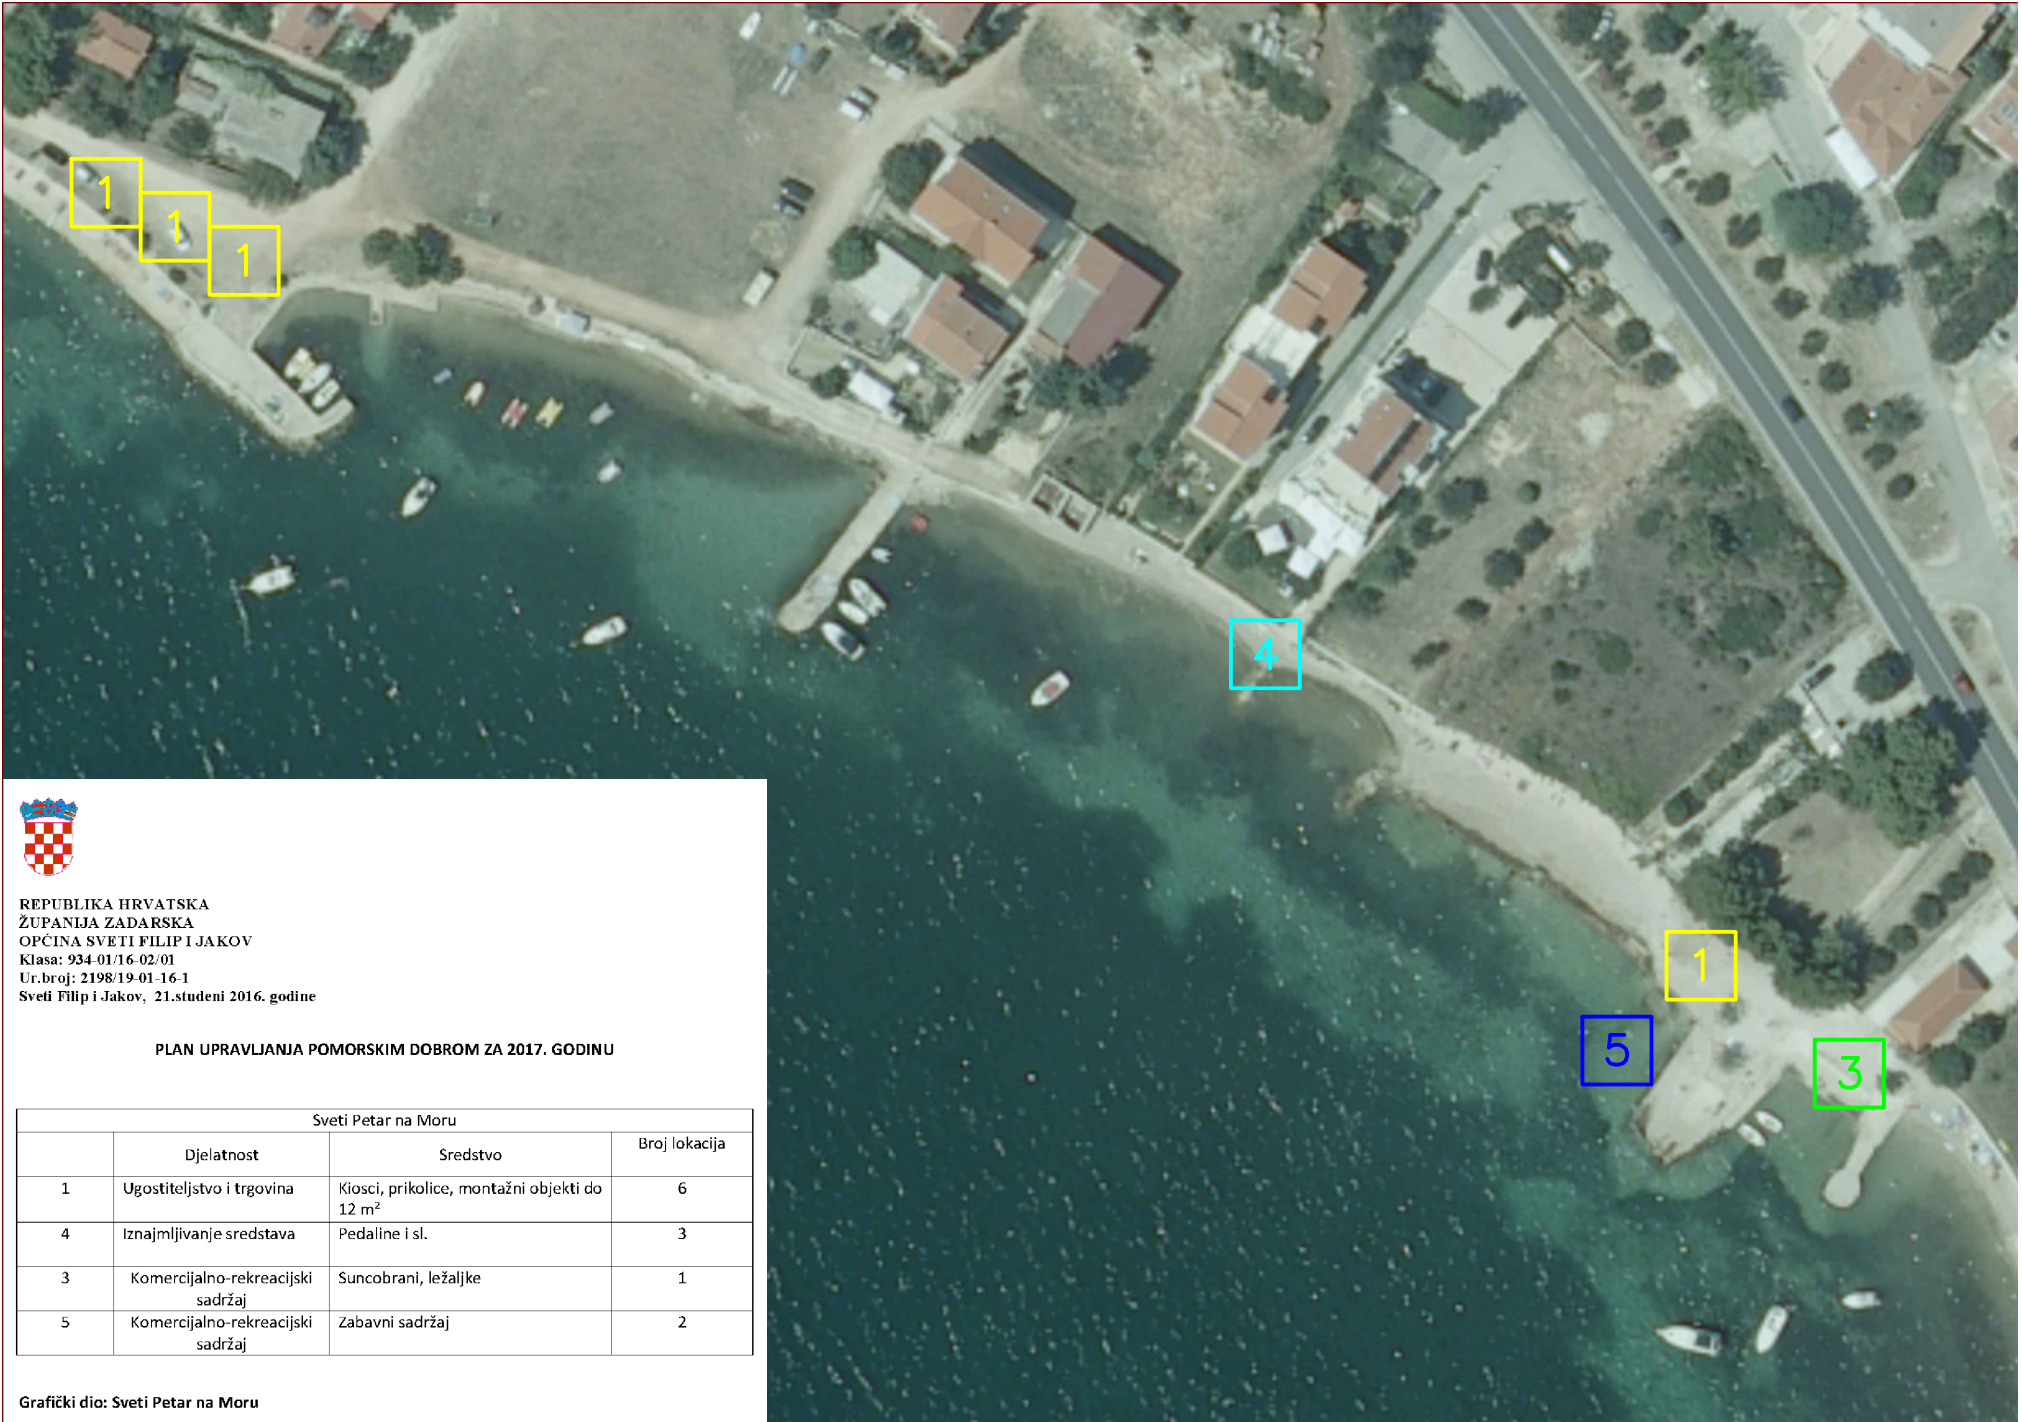 1
1
1
4
1
5
3
REPUBLIKA HRVATSKA
ŽUPANIJA ZADARSKA
OPĆINA SVETI FILIP I JAKOV
Klasa: 934-01/16-02/01
Ur.broj: 2198/19-01-16-1
Sveti Filip i Jakov, 21.studeni 2016. godine
PLAN UPRAVLJANJA POMORSKIM DOBROM ZA 2017. GODINU
Sveti Petar na Moru
Djelatnost Sredstvo Broj lokacija
1 Ugostiteljstvo i trgovina Kiosci, prikolice, montažni objekti do 6
12 m²
4 Iznajmljivanje sredstava Pedaline i sl. 3
3 Komercijalno-rekreacijski Suncobrani, ležaljke 1
sadržaj
5 Komercijalno-rekreacijski Zabavni sadržaj 2
sadržaj
Grafički dio: Sveti Petar na Moru